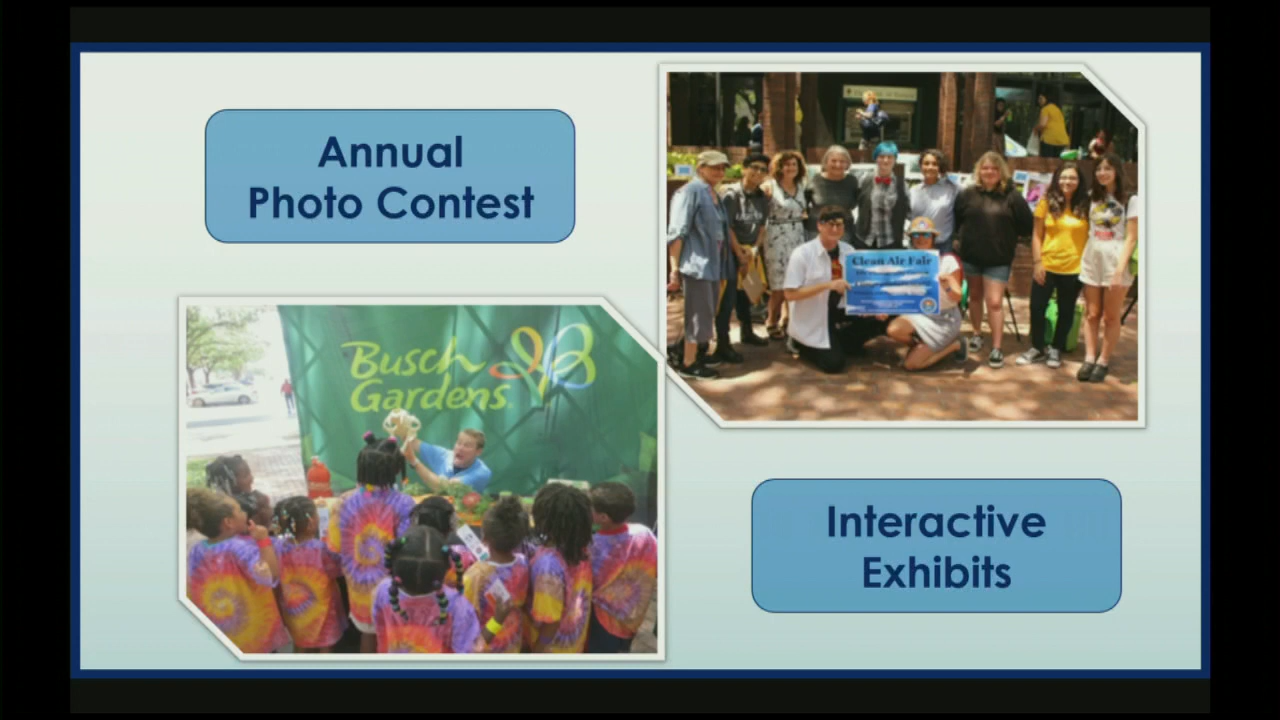 Annual
Photo Contest
Clean Air Fair
Busch
Gardens
Interactive
Exhibits